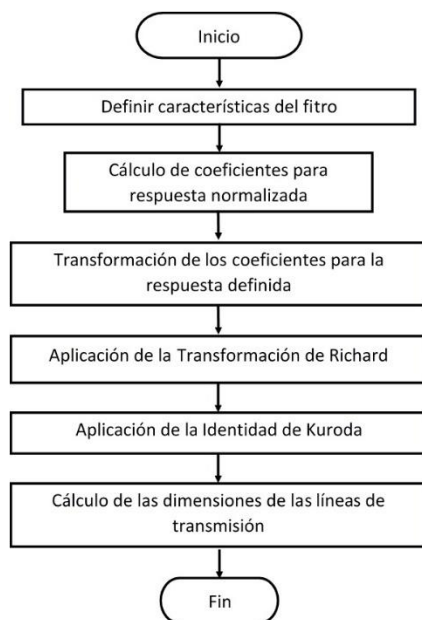 Inicio
Definir características del fitro
Cálculo de coeficientes para
respuesta normalizada
Transformación de los coeficientes para la
respuesta definida
Aplicación de la Transformación de Richard
Aplicación de la Identidad de Kuroda
Cálculo de las dimensiones de las líneas de
transmisión
Fin